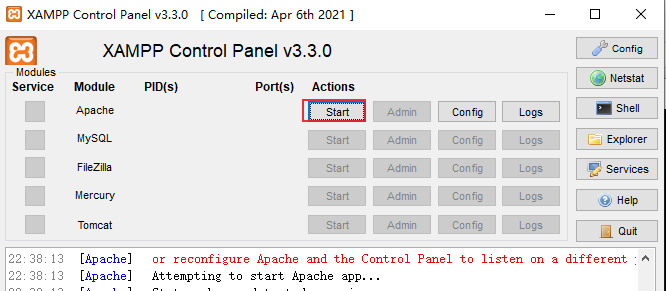 XAMPP Control Panel v3.3.0 [ Compiled: Apr 6th 2021 ]
XAMPP Control Panel v3.3.0
Config
Modules
Service Module PID(s) Port(s) Actions
Netstat
Apache Start Admin Config Logs
Shell
MySQL Start Admin Config Logs
Explorer
FileZilla Start Admin Config Logs
Services
Mercury Start Admin Config Logs
Help
Tomcat Start Admin Config Logs
Quit
22:38:13 [Apache] or reconfigure Apache and the Control Panel to listen on a different
22:38:13 [Apache] Attempting to start Apache app...